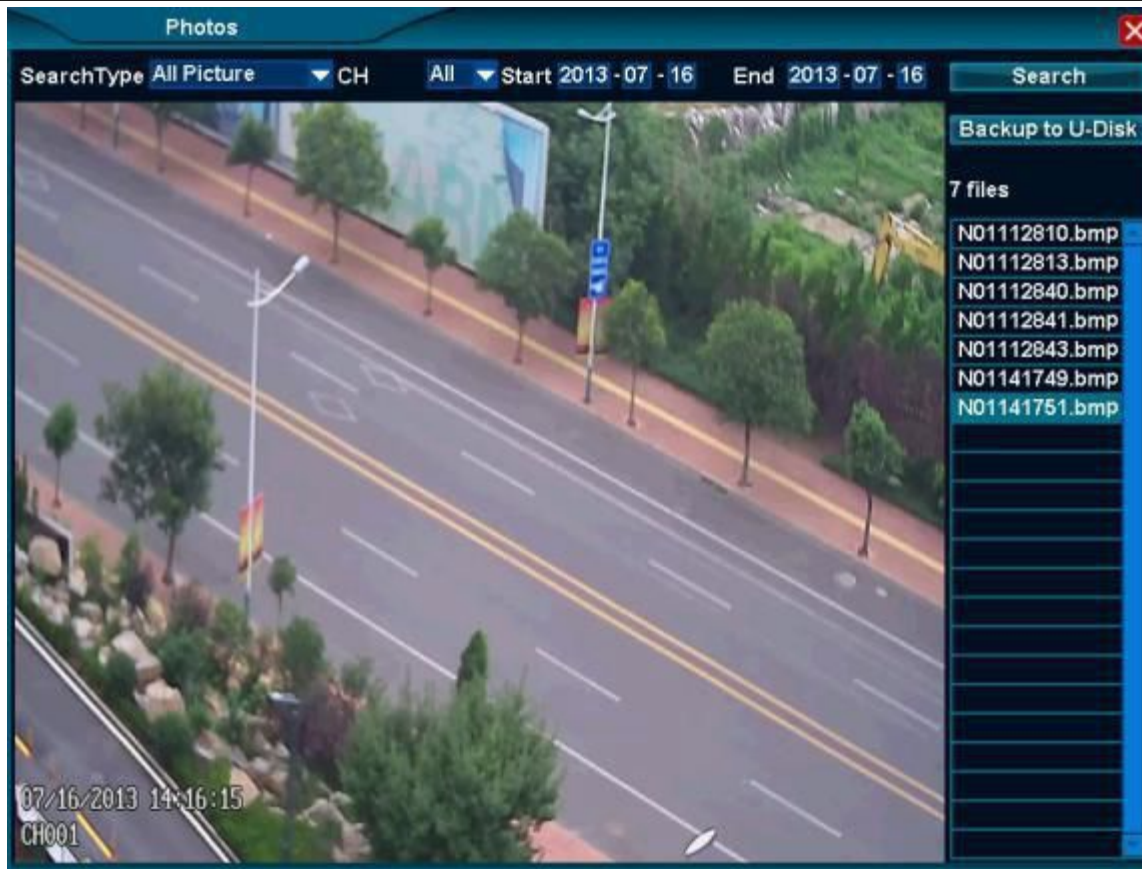 Photos
SearchType All Picture CH All Start 2013 - 07 - 16 End 2013 - 07 - 16 Search
Backup to U-Disk
7 files
N01112810.bmp
N01112813.bmp
N01112840.bmp
N01112841.bmp
N01112843.bmp
N01141749.bmp
N01141751.bmp
07/16/2013 14:16:15
CH001